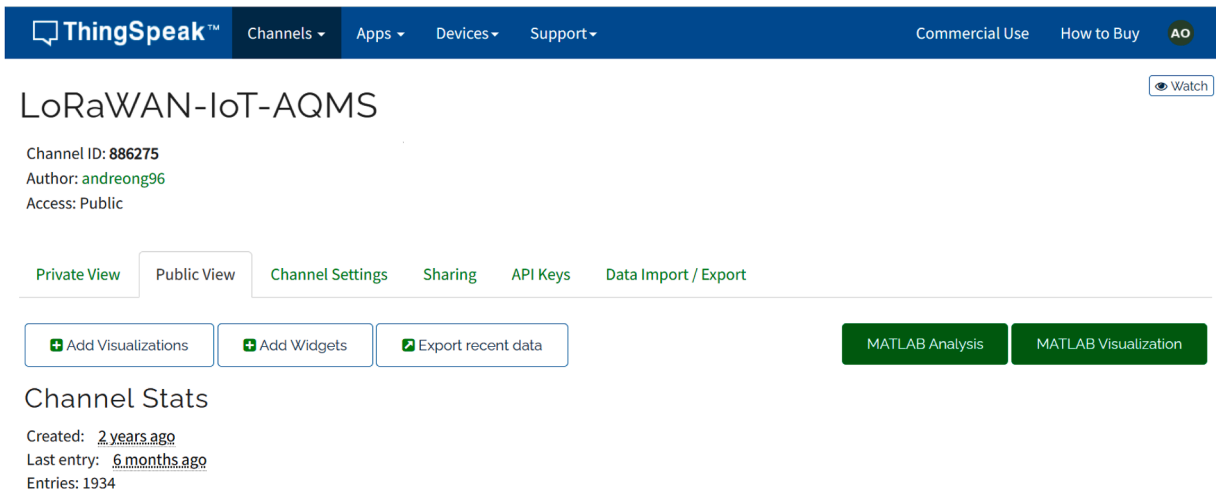 ThingSpeak™ Channels Apps Devices Support Commercial Use How to Buy AO
Watch
LoRaWAN-IoT-AQMS
Channel ID: 886275
Author: andreong96
Access: Public
Private View Public View Channel Settings Sharing API Keys Data Import / Export
Add Visualizations Add Widgets Export recent data MATLAB Analysis MATLAB Visualization
Channel Stats
Created: 2 years ago
Last entry: 6 months ago
Entries: 1934